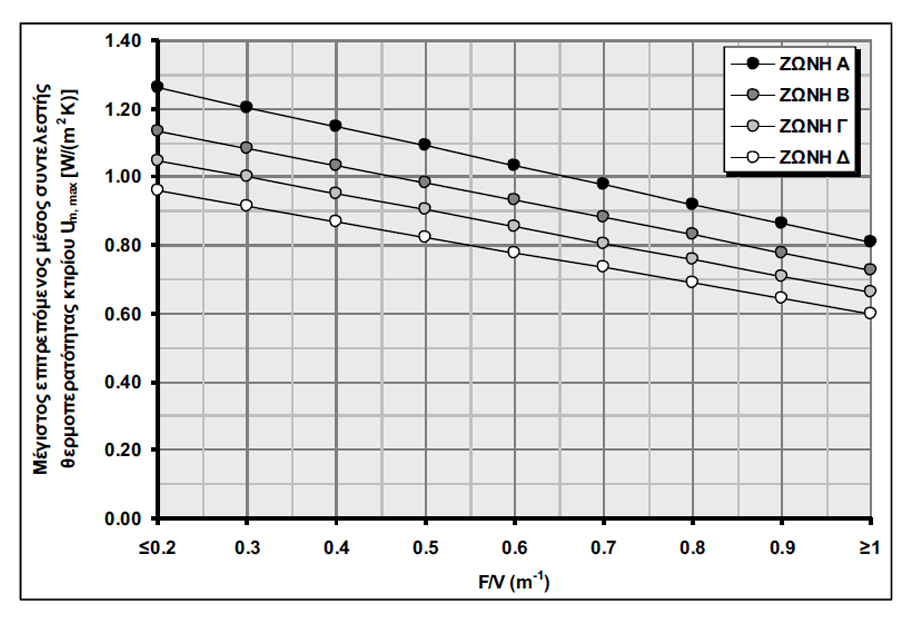 Μέγιστος επιτρεπτόμενος μέσος συντελεστής
θερμοπερατότητας κτιρίου U m, max [W/(m²K)]
1.40
1.20
1.00
0.80
0.60
0.40
0.20
0.00
ΖΩΝΗ Α
ΖΩΝΗ Β
ΖΩΝΗ Γ
ΖΩΝΗ Δ
≤0.2 0.3 0.4 0.5 0.6 0.7 0.8 0.9 ≥1
F/V (m⁻¹)